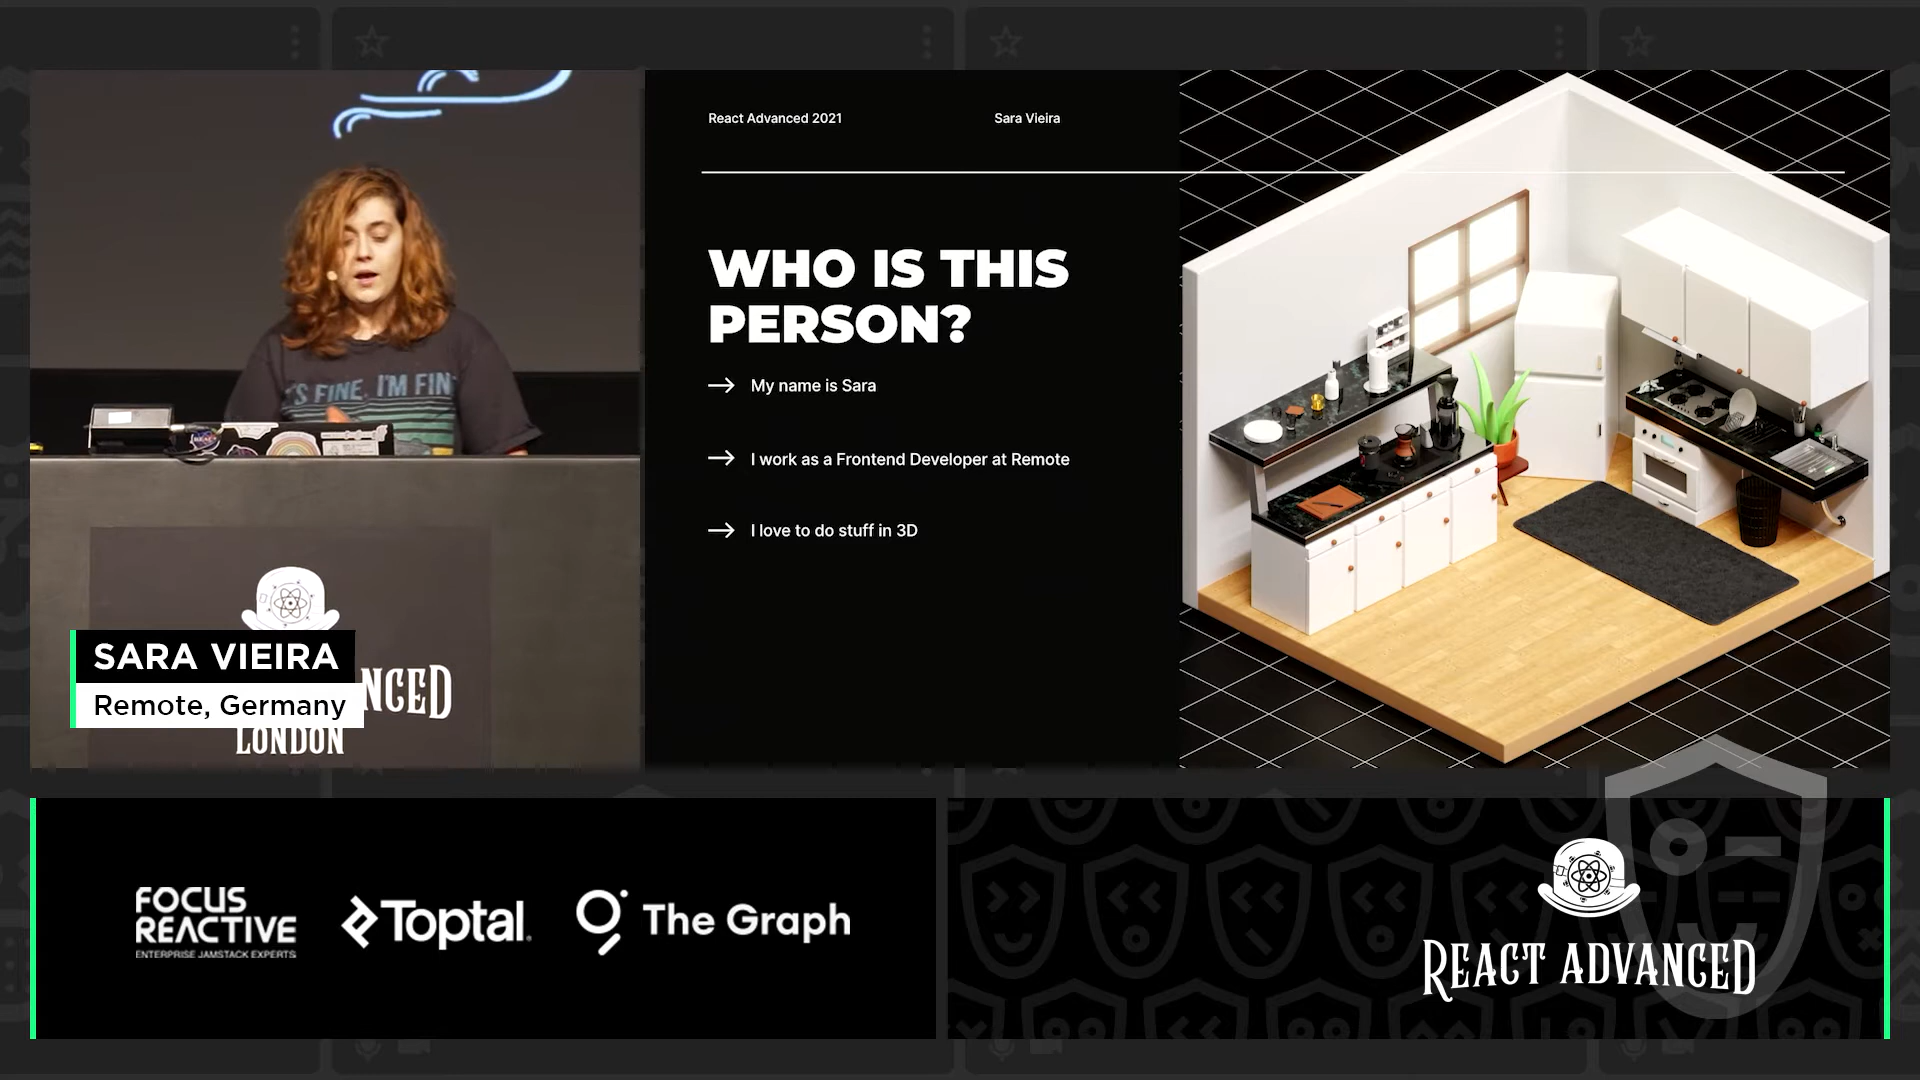 React Advanced 2021
Sara Vieira
WHO IS THIS
PERSON?
→ My name is Sara
→ I work as a Frontend Developer at Remote
→ I love to do stuff in 3D
I'M FIN
NCED
LONDON
SARA VIEIRA
Remote, Germany
FOCUS
REACTIVE
ENTERPRISE JAMSTACK EXPERTS
Toptal
The Graph
REACT ADVANCED